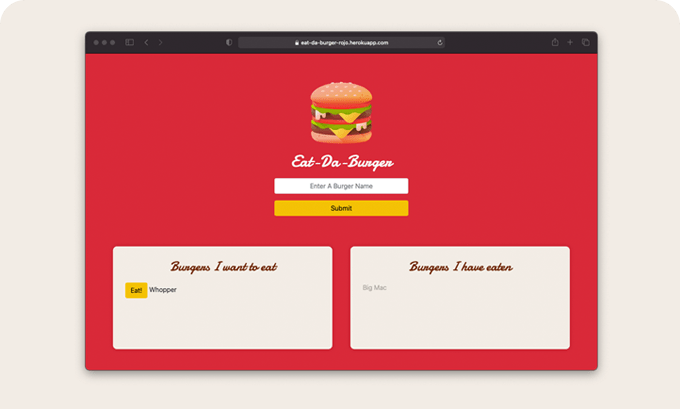 eat-da-burger-rojo.herokuapp.com
Eat-Da-Burger
Enter A Burger Name
Submit
Burgers I want to eat
Eat! Whopper
Burgers I have eaten
Big Mac